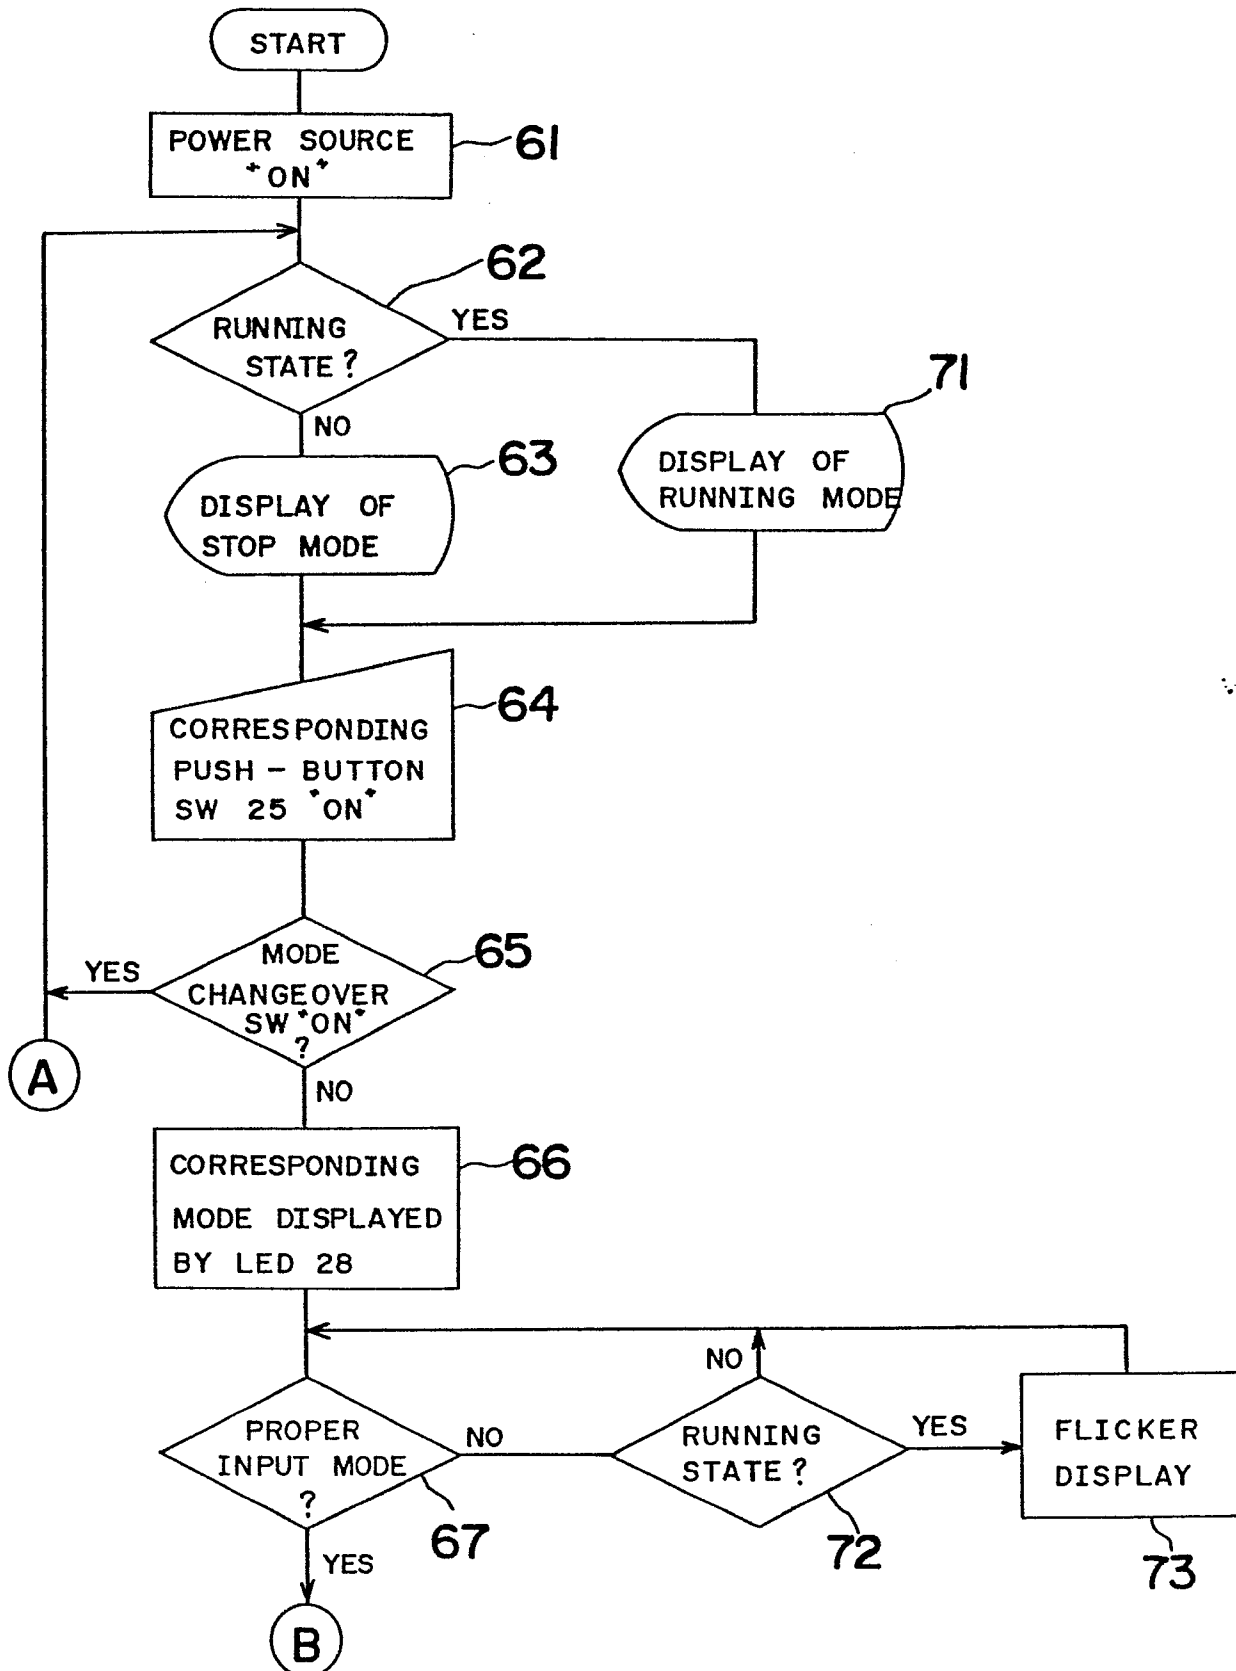 START
POWER SOURCE
"ON"
61
62
RUNNING
STATE?
YES
NO
71
DISPLAY OF
RUNNING MODE
63
DISPLAY OF
STOP MODE
64
CORRESPONDING
PUSH-BUTTON
SW 25 "ON"
65
MODE
CHANGEOVER
SW "ON"
?
YES
A
NO
66
CORRESPONDING
MODE DISPLAYED
BY LED 28
PROPER
INPUT MODE
?
67
NO
RUNNING
STATE?
72
NO
YES
FLICKER
DISPLAY
73
YES
B